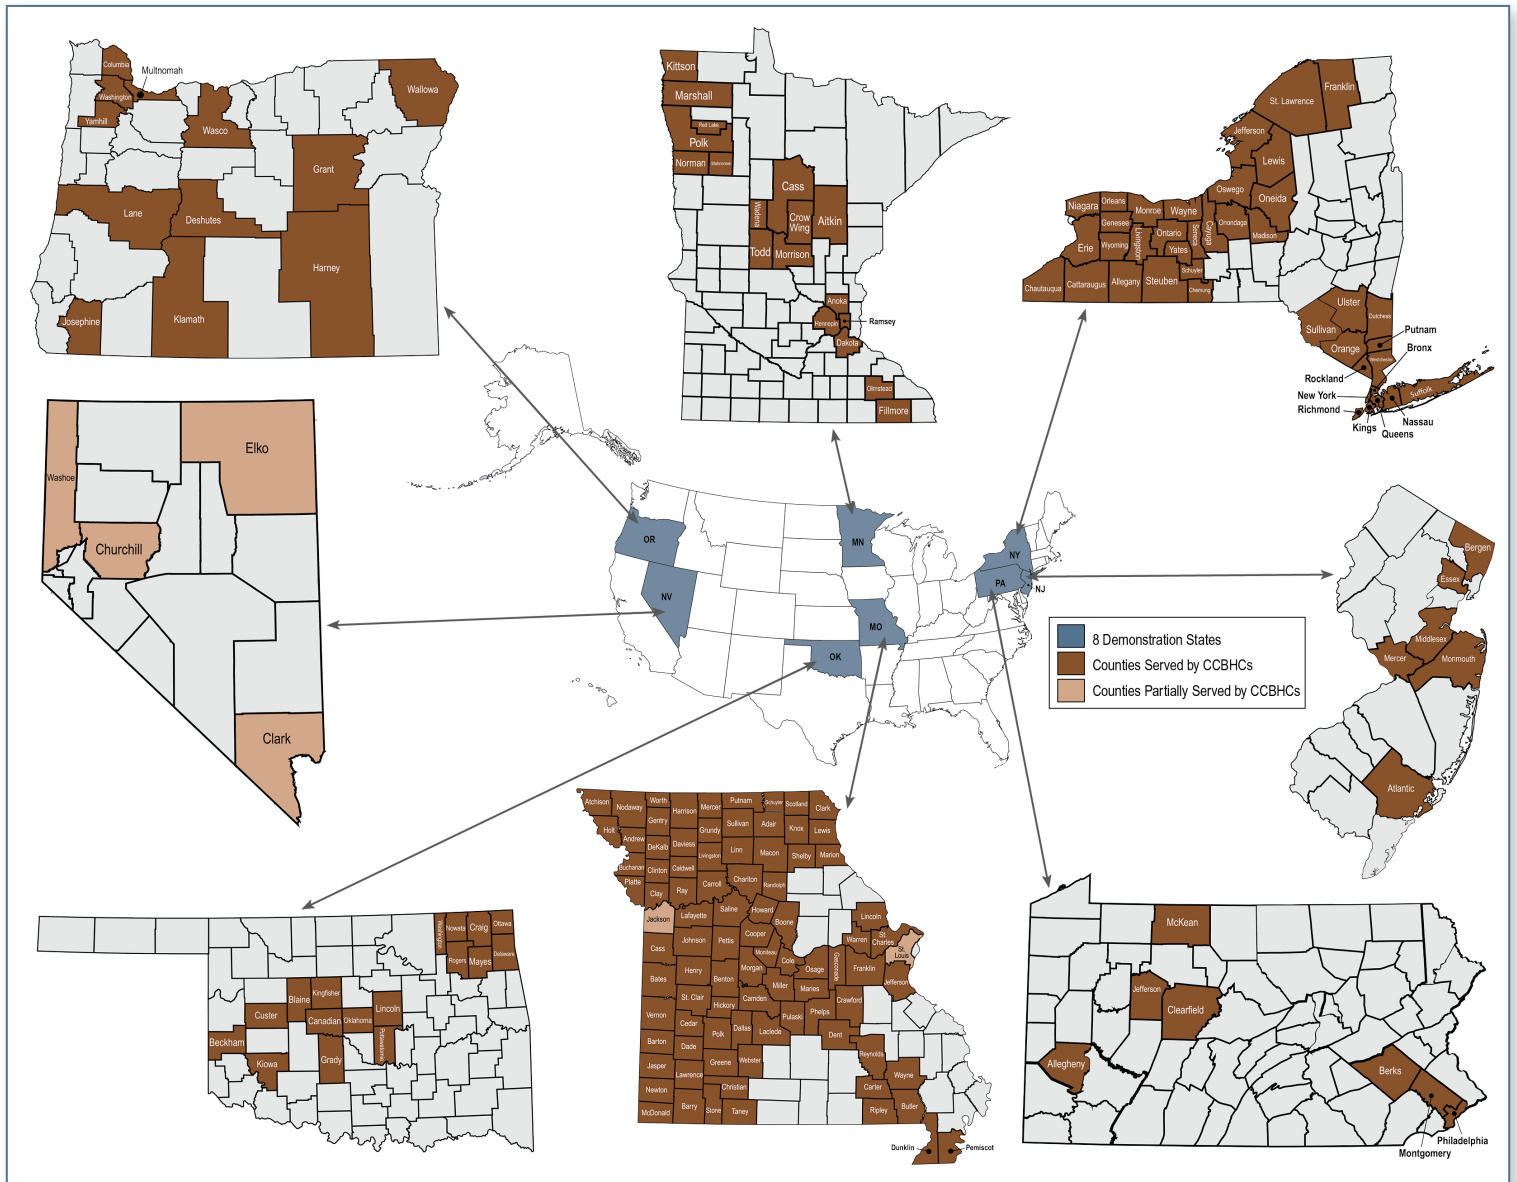 Columbia
Multnomah
Washington
Yamhill
Wasco
Wallowa
Grant
Lane
Deshutes
Harney
Josephine
Klamath
Kittson
Marshall
Red Lake
Polk
Norman
Mahnomen
Cass
Wadena
Crow
Wing
Aitkin
Todd
Morrison
Anoka
Hennepin
Ramsey
Dakota
Olmstead
Fillmore
St. Lawrence
Franklin
Jefferson
Lewis
Oswego
Oneida
Niagara
Orleans
Monroe
Wayne
Genesee
Livingston
Ontario
Seneca
Cayuga
Onondaga
Madison
Erie
Wyoming
Yates
Schuyler
Chautauqua
Cattaraugus
Allegany
Steuben
Chemung
Ulster
Dutchess
Sullivan
Orange
Putnam
Westchester
Bronx
Rockland
New York
Richmond
Kings
Queens
Nassau
Suffolk
Elko
Washoe
Churchill
Clark
OR
NV
MN
NY
PA
NJ
MO
OK
8 Demonstration States
Counties Served by CCBHCs
Counties Partially Served by CCBHCs
Bergen
Essex
Middlesex
Mercer
Monmouth
Atlantic
Washington
Nowata
Craig
Ottawa
Rogers
Mayes
Delaware
Blaine
Kingfisher
Custer
Canadian
Oklahoma
Lincoln
Pottawatomie
Beckham
Kiowa
Grady
Atchison
Nodaway
Worth
Harrison
Mercer
Putnam
Schuyler
Scotland
Clark
Gentry
Holt
Andrew
DeKalb
Daviess
Grundy
Sullivan
Adair
Knox
Lewis
Livingston
Linn
Macon
Shelby
Marion
Buchanan
Clinton
Caldwell
Platte
Clay
Ray
Carroll
Chariton
Randolph
Jackson
Lafayette
Saline
Howard
Boone
Lincoln
Cass
Johnson
Pettis
Cooper
Moniteau
Cole
Osage
Gasconade
Warren
St.
Charles
St.
Louis
Franklin
Jefferson
Bates
Henry
Benton
Morgan
Miller
Maries
Crawford
St. Clair
Hickory
Camden
Pulaski
Phelps
Vernon
Cedar
Polk
Dallas
Laclede
Dent
Barton
Dade
Greene
Webster
Reynolds
Jasper
Lawrence
Wayne
Newton
Christian
Carter
McDonald
Barry
Stone
Taney
Ripley
Butler
Dunklin
Pemiscot
McKean
Jefferson
Clearfield
Allegheny
Berks
Philadelphia
Montgomery